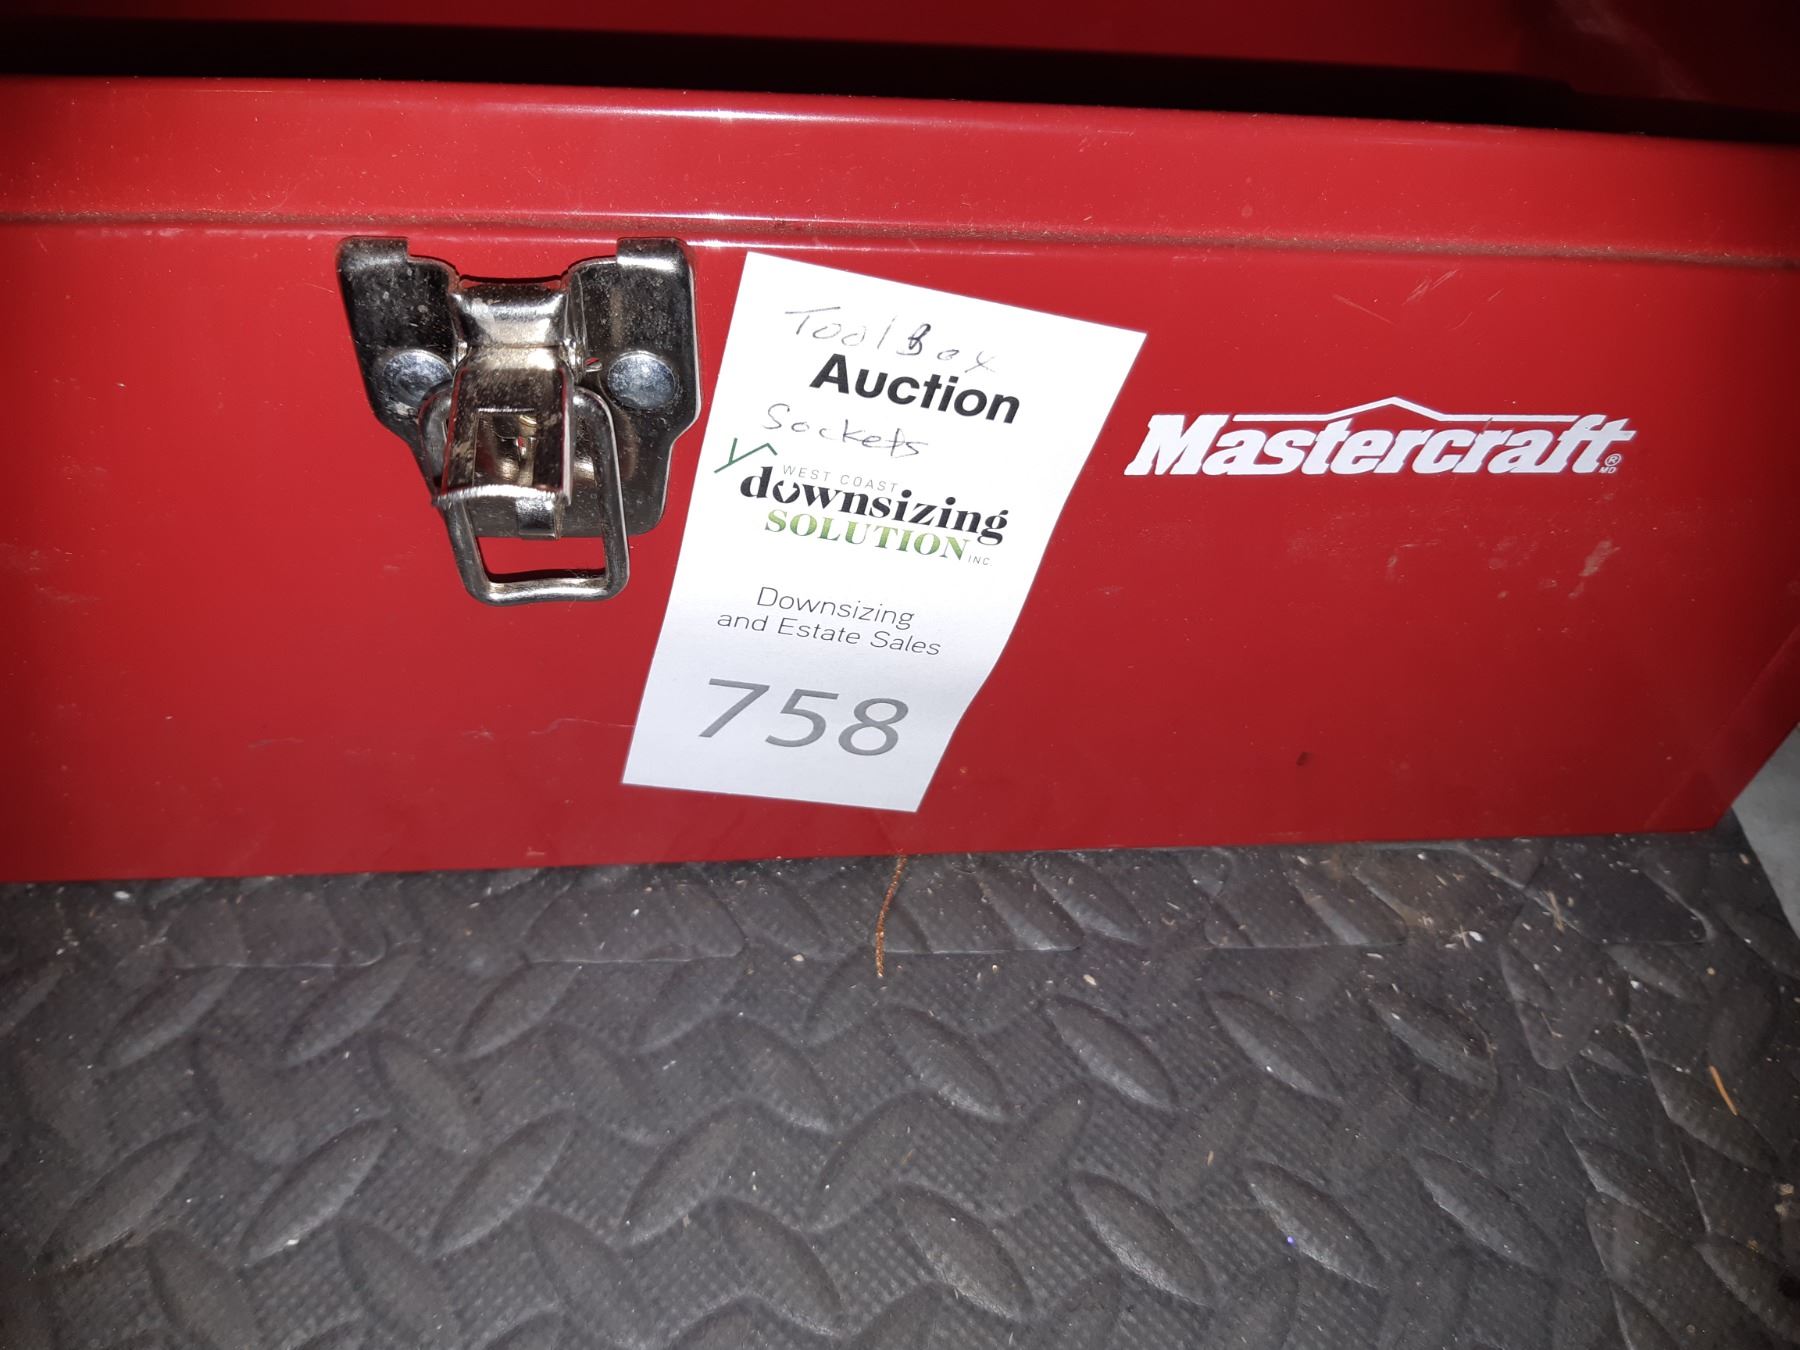 ToolBox
Auction
Sockets
WEST COAST
downsizing
SOLUTION INC.
Downsizing
and Estate Sales
758
Mastercraft®
MD